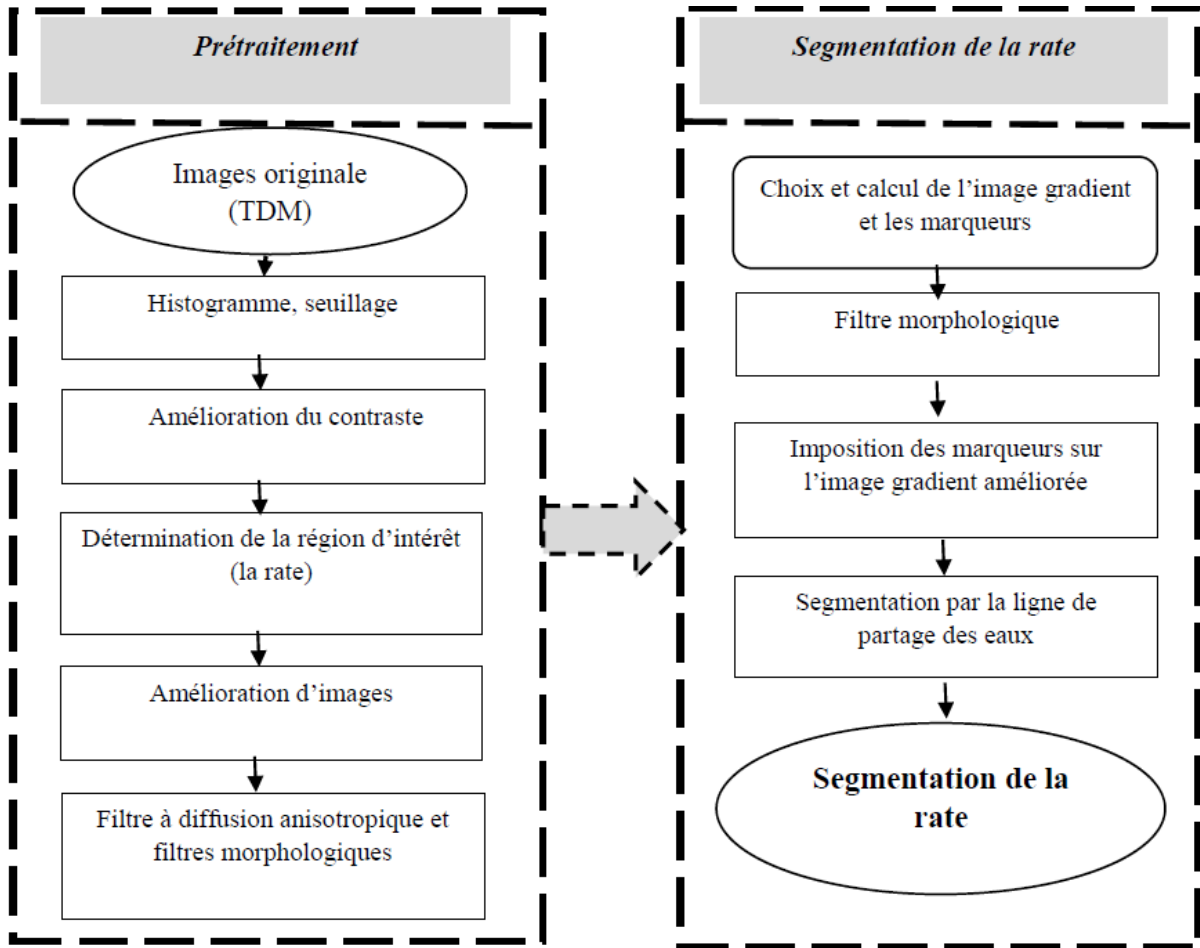 Prétraitement
Images originale
(TDM)
Histogramme, seuillage
Amélioration du contraste
Détermination de la région d'intérêt
(la rate)
Amélioration d'images
Filtre à diffusion anisotropique et
filtres morphologiques
Segmentation de la rate
Choix et calcul de l'image gradient
et les marqueurs
Filtre morphologique
Imposition des marqueurs sur
l'image gradient améliorée
Segmentation par la ligne de
partage des eaux
Segmentation de la
rate